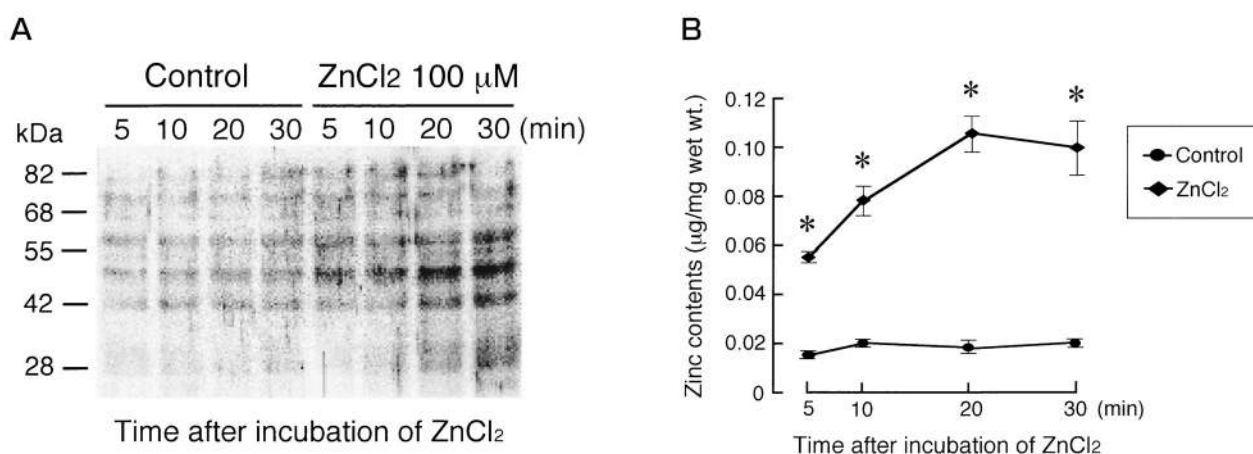 A
Control ZnCl₂ 100 μM
kDa 5 10 20 30 5 10 20 30 (min)
82
68
55
42
28
Time after incubation of ZnCl₂
B
Zinc contents (μg/mg wet wt.)
0.12
0.10
0.08
0.06
0.04
0.02
0
* * * *
5 10 20 30 (min)
Time after incubation of ZnCl₂
Control
ZnCl₂